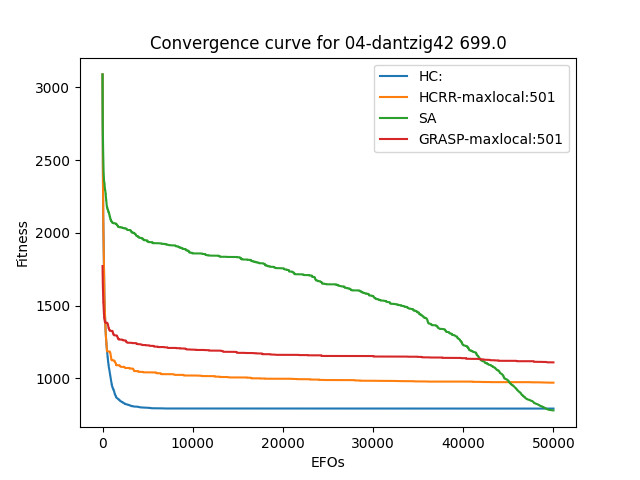 Convergence curve for 04-dantzig42 699.0
HC:
HCRR-maxlocal:501
SA
GRASP-maxlocal:501
Fitness
3000
2500
2000
1500
1000
0 10000 20000 30000 40000 50000
EFOs